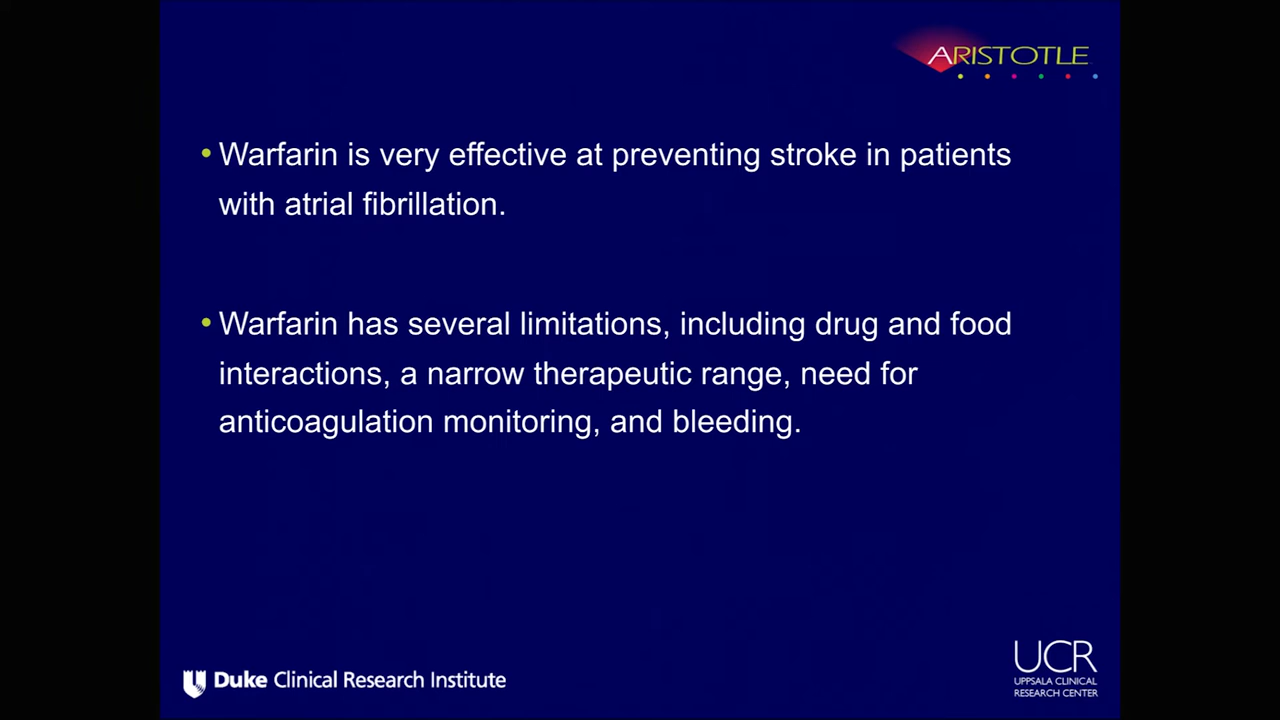 ARISTOTLE
• Warfarin is very effective at preventing stroke in patients
with atrial fibrillation.
• Warfarin has several limitations, including drug and food
interactions, a narrow therapeutic range, need for
anticoagulation monitoring, and bleeding.
Duke Clinical Research Institute
UCR
UPPSALA CLINICAL
RESEARCH CENTER